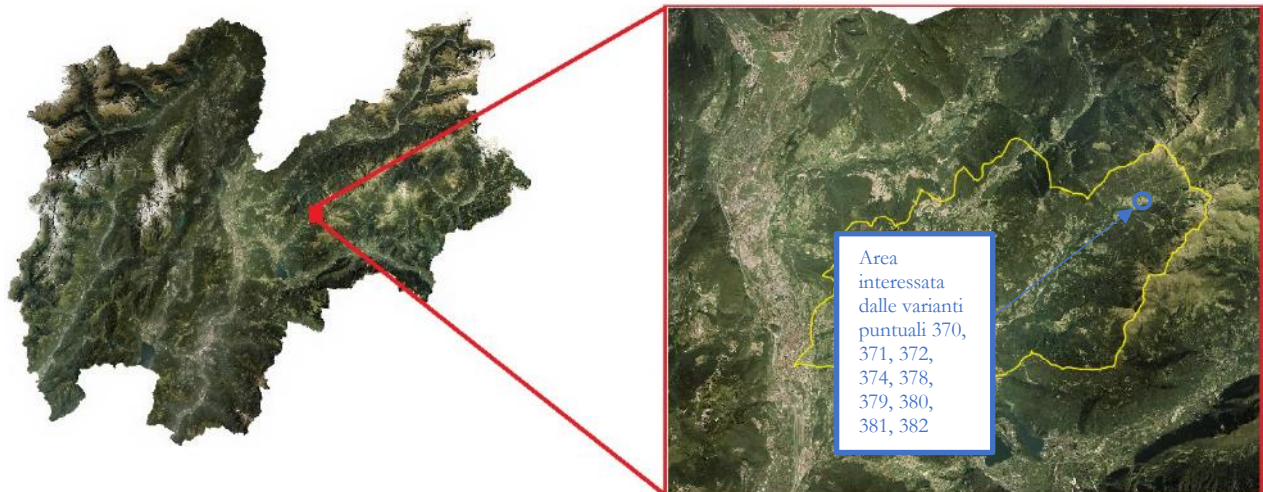 Area
interessata
dalle varianti
puntuali 370,
371, 372,
374, 378,
379, 380,
381, 382